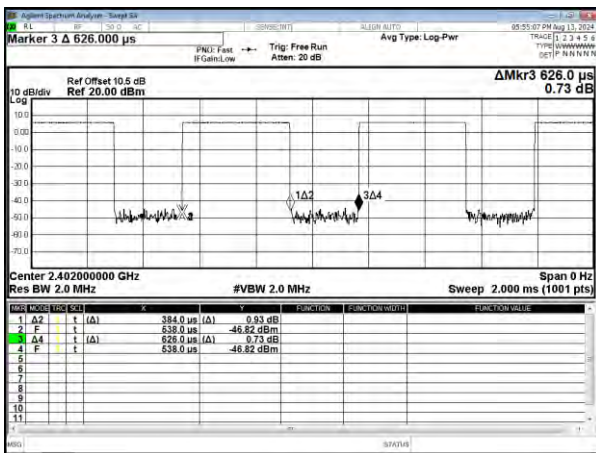 Agilent Spectrum Analyzer - Swept SA
RL RF 50 Ω AC SENSE:INT ALIGN AUTO 05:55:07 PM Aug 13, 2024
Marker 3 Δ 626.000 µs
PNO: Fast
IFGain:Low
Trig: Free Run
Atten: 20 dB
Avg Type: Log-Pwr
TRACE 1 2 3 4 5 6
TYPE WWWWWW
DET P N N N N N
Ref Offset 10.5 dB
10 dB/div Ref 20.00 dBm
ΔMkr3 626.0 µs
0.73 dB
Log
10.0
0.00
-10.0
-20.0
-30.0
-40.0
-50.0
-60.0
-70.0
1Δ2
3Δ4
Center 2.402000000 GHz Span 0 Hz
Res BW 2.0 MHz #VBW 2.0 MHz Sweep 2.000 ms (1001 pts)
MKR MODE TRC SCL X Y FUNCTION FUNCTION WIDTH FUNCTION VALUE
1 Δ2 t (Δ) 384.0 µs (Δ) 0.93 dB
2 F t 538.0 µs -46.82 dBm
3 Δ4 t (Δ) 626.0 µs (Δ) 0.73 dB
4 F t 538.0 µs -46.82 dBm
5
6
7
8
9
10
11
MSG STATUS